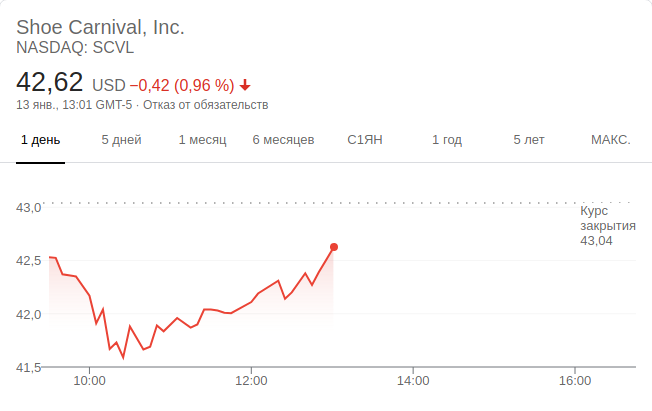 Shoe Carnival, Inc.
NASDAQ: SCVL
42,62 USD −0,42 (0,96 %)
13 янв., 13:01 GMT-5 · Отказ от обязательств
1 день 5 дней 1 месяц 6 месяцев С1ЯН 1 год 5 лет МАКС.
43,0
Курс
закрытия
43,04
42,5
42,0
41,5
10:00 12:00 14:00 16:00